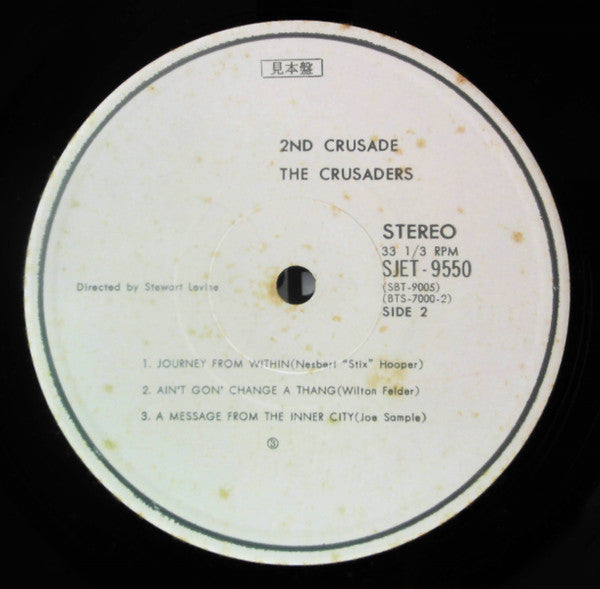 見本盤
2ND CRUSADE
THE CRUSADERS
STEREO
33 1/3 RPM
SJET-9550
(SBT-9005)
(BTS-7000-2)
SIDE 2
Directed by Stewart Levine
1. JOURNEY FROM WITHIN(Nesbert "Stix" Hooper)
2. AIN'T GON' CHANGE A THANG(Wilton Felder)
3. A MESSAGE FROM THE INNER CITY(Joe Sample)